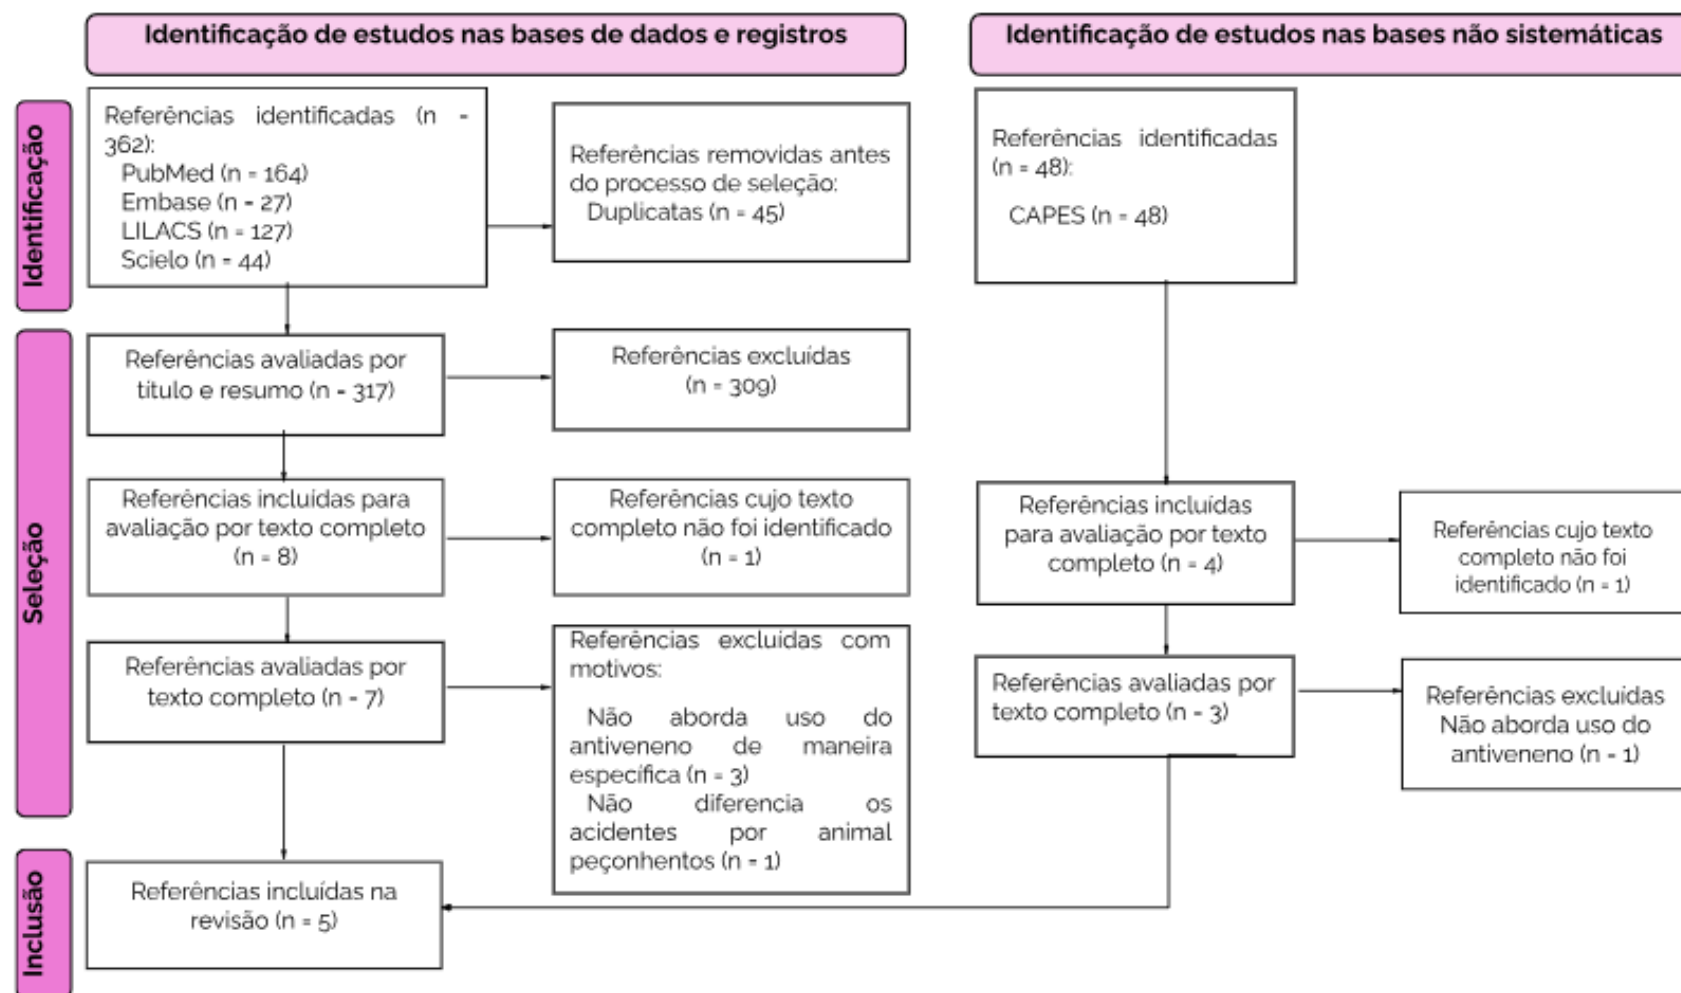 Identificação de estudos nas bases de dados e registros
Identificação de estudos nas bases não sistemáticas
Identificação
Referências identificadas (n =
362):
PubMed (n = 164)
Embase (n = 27)
LILACS (n = 127)
Scielo (n = 44)
Referências removidas antes
do processo de seleção:
Duplicatas (n = 45)
Referências identificadas
(n = 48):
CAPES (n = 48)
Seleção
Referências avaliadas por
título e resumo (n = 317)
Referências excluídas
(n = 309)
Referências incluídas para
avaliação por texto completo
(n = 8)
Referências cujo texto
completo não foi identificado
(n = 1)
Referências incluídas
para avaliação por texto
completo (n = 4)
Referências cujo texto
completo não foi
identificado (n = 1)
Referências avaliadas por
texto completo (n = 7)
Referências excluídas com
motivos:
Não aborda uso do
antiveneno de maneira
específica (n = 3)
Não diferencia os
acidentes por animal
peçonhentos (n = 1)
Referências avaliadas por
texto completo (n = 3)
Referências excluídas
Não aborda uso do
antiveneno (n = 1)
Inclusão
Referências incluídas na
revisão (n = 5)